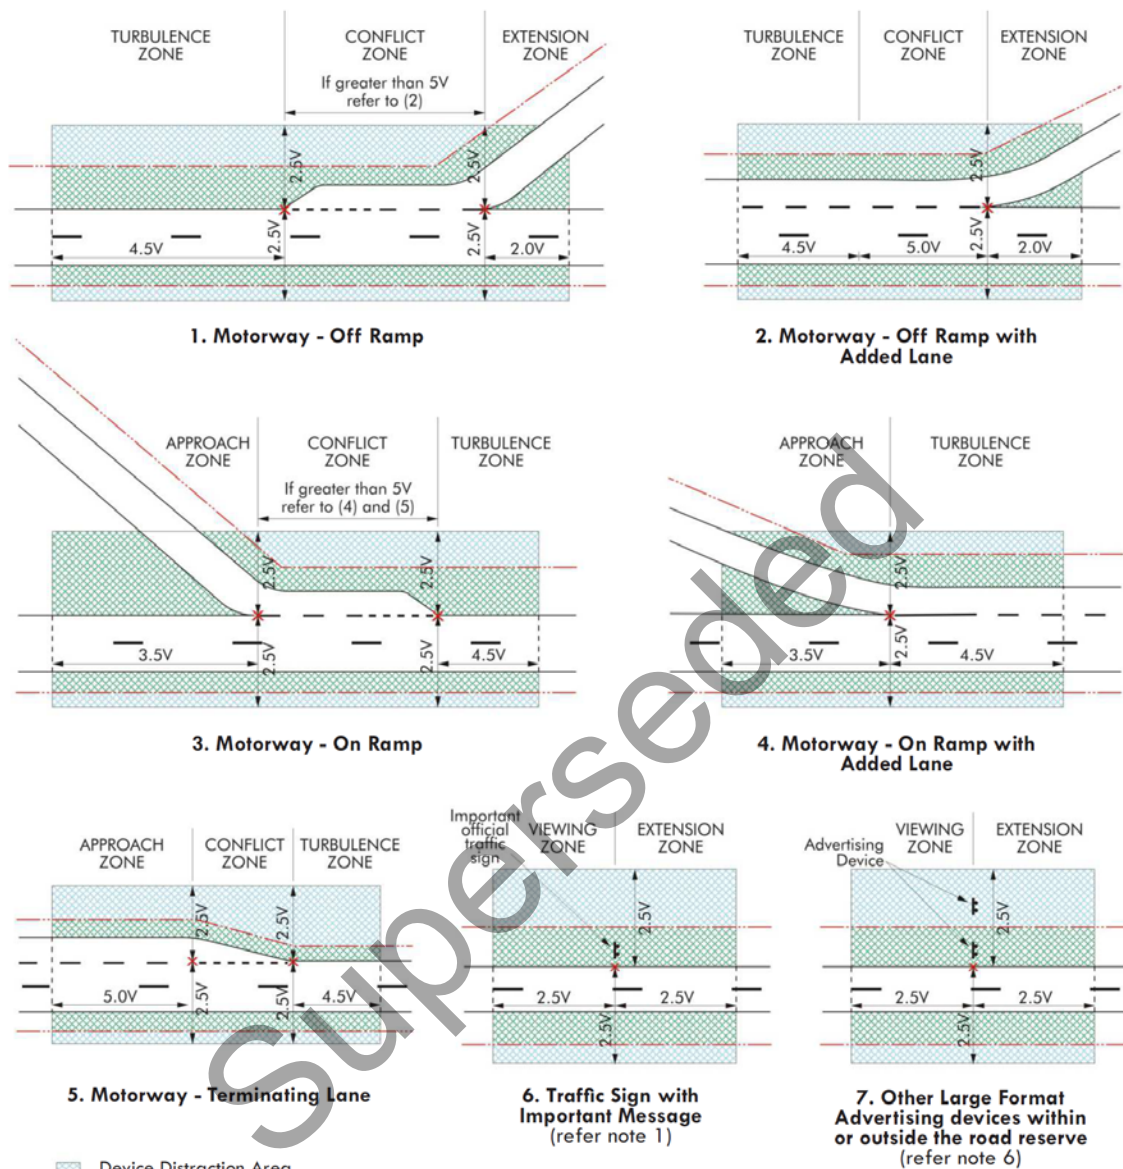 TURBULENCE
ZONE
CONFLICT
ZONE
EXTENSION
ZONE
If greater than 5V
refer to (2)
2.5V
2.5V
2.5V
2.5V
4.5V
2.0V
1. Motorway - Off Ramp
TURBULENCE
ZONE
CONFLICT
ZONE
EXTENSION
ZONE
2.5V
2.5V
4.5V
5.0V
2.0V
2. Motorway - Off Ramp with
Added Lane
APPROACH
ZONE
CONFLICT
ZONE
TURBULENCE
ZONE
If greater than 5V
refer to (4) and (5)
2.5V
2.5V
2.5V
2.5V
3.5V
4.5V
3. Motorway - On Ramp
APPROACH
ZONE
TURBULENCE
ZONE
2.5V
2.5V
3.5V
4.5V
4. Motorway - On Ramp with
Added Lane
APPROACH
ZONE
CONFLICT
ZONE
TURBULENCE
ZONE
2.5V
2.5V
2.5V
2.5V
5.0V
4.5V
5. Motorway - Terminating Lane
Important
official
traffic
sign
VIEWING
ZONE
EXTENSION
ZONE
2.5V
2.5V
2.5V
2.5V
6. Traffic Sign with
Important Message
(refer note 1)
Advertising
Device
VIEWING
ZONE
EXTENSION
ZONE
2.5V
2.5V
2.5V
2.5V
7. Other Large Format
Advertising devices within
or outside the road reserve
(refer note 6)
Device Distraction Area
Superseded